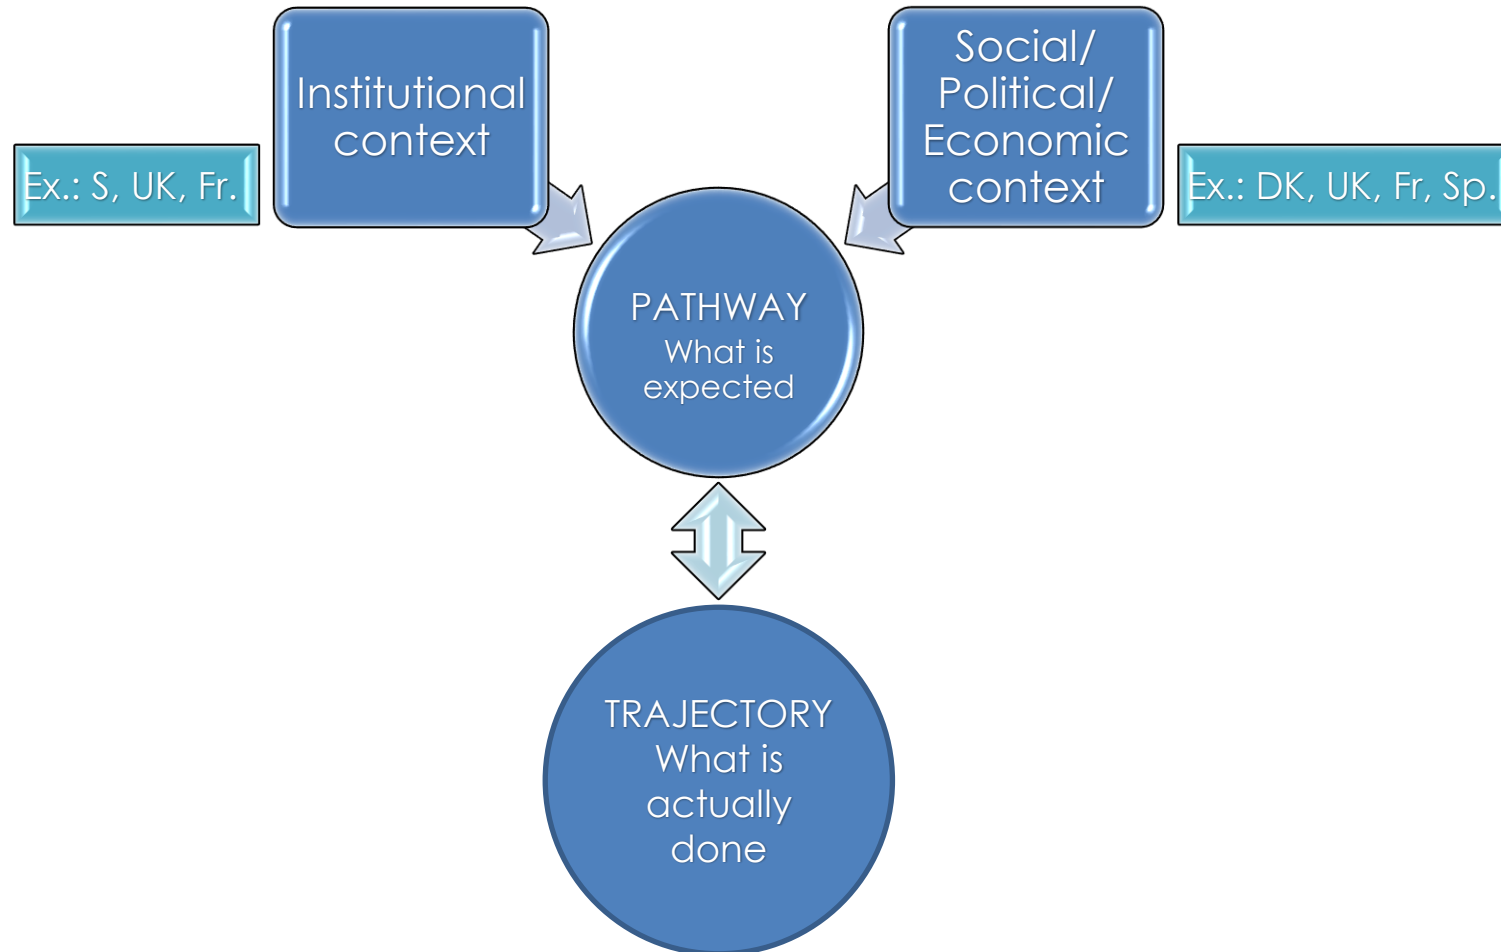 Institutional
context
Ex.: S, UK, Fr.
Social/
Political/
Economic
context
Ex.: DK, UK, Fr, Sp.
PATHWAY
What is
expected
TRAJECTORY
What is
actually
done